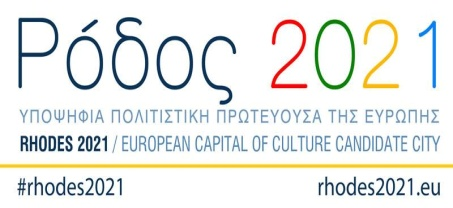 Ρόδος 2021
ΥΠΟΨΗΦΙΑ ΠΟΛΙΤΙΣΤΙΚΗ ΠΡΩΤΕΥΟΥΣΑ ΤΗΣ ΕΥΡΩΠΗΣ
RHODES 2021 / EUROPEAN CAPITAL OF CULTURE CANDIDATE CITY
#rhodes2021 rhodes2021.eu